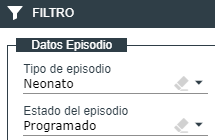 FILTRO
Datos Episodio
Tipo de episodio
Neonato
Estado del episodio
Programado